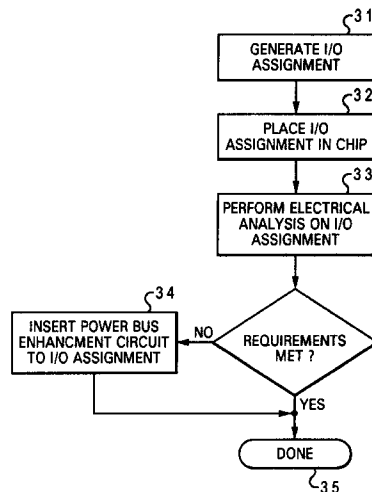 31
GENERATE I/O
ASSIGNMENT
32
PLACE I/O
ASSIGNMENT IN CHIP
33
PERFORM ELECTRICAL
ANALYSIS ON I/O
ASSIGNMENT
34
INSERT POWER BUS
ENHANCMENT CIRCUIT
TO I/O ASSIGNMENT
NO
REQUIREMENTS
MET ?
YES
DONE
35